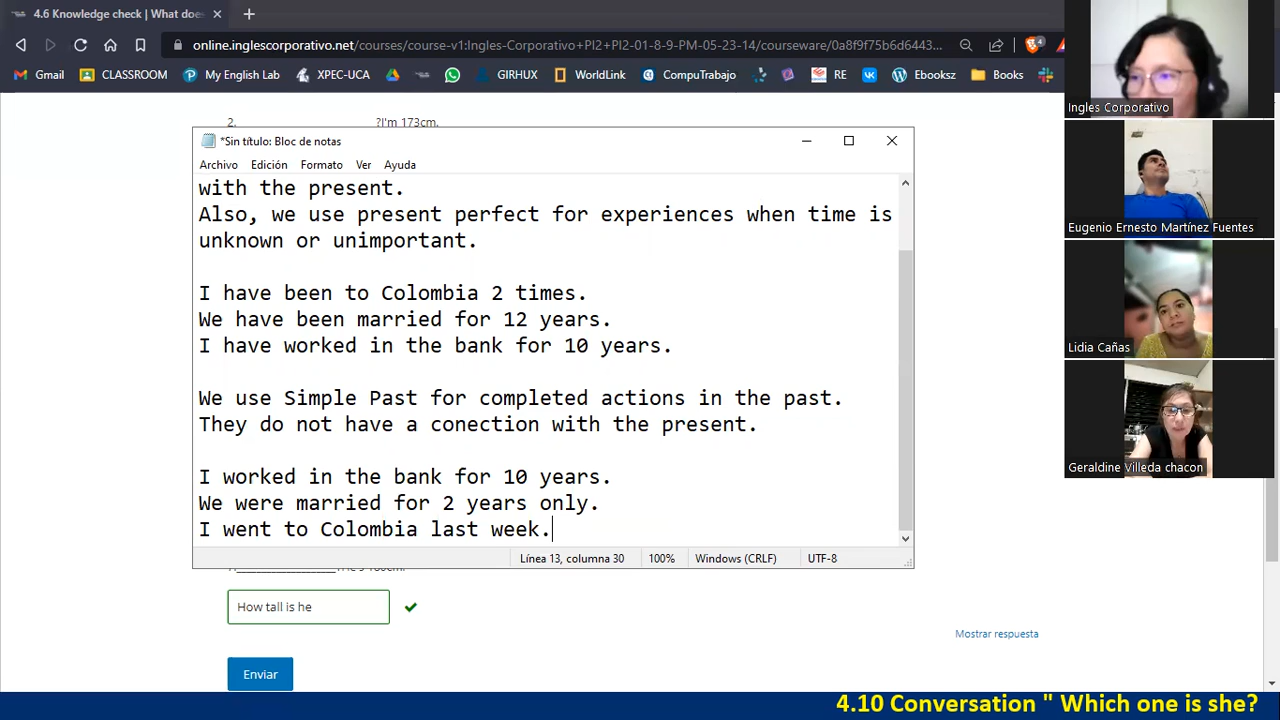 4.6 Knowledge check | What does
online.inglescorporativo.net/courses/course-v1:Ingles-Corporativo+PI2+PI2-01-8-9-PM-05-23-14/courseware/0a8f9f75b6d6443...
4
Gmail CLASSROOM My English Lab XPEC-UCA GIRHUX WorldLink CompuTrabajo RE Ebooksz Books
2. ?I'm 173cm.
*Sin título: Bloc de notas
Archivo Edición Formato Ver Ayuda
with the present.
Also, we use present perfect for experiences when time is
unknown or unimportant.
I have been to Colombia 2 times.
We have been married for 12 years.
I have worked in the bank for 10 years.
We use Simple Past for completed actions in the past.
They do not have a conection with the present.
I worked in the bank for 10 years.
We were married for 2 years only.
I went to Colombia last week.
Línea 13, columna 30 100% Windows (CRLF) UTF-8
How tall is he
Mostrar respuesta
Enviar
Ingles Corporativo
Eugenio Ernesto Martínez Fuentes
Lidia Cañas
Geraldine Villeda chacon
4.10 Conversation " Which one is she?